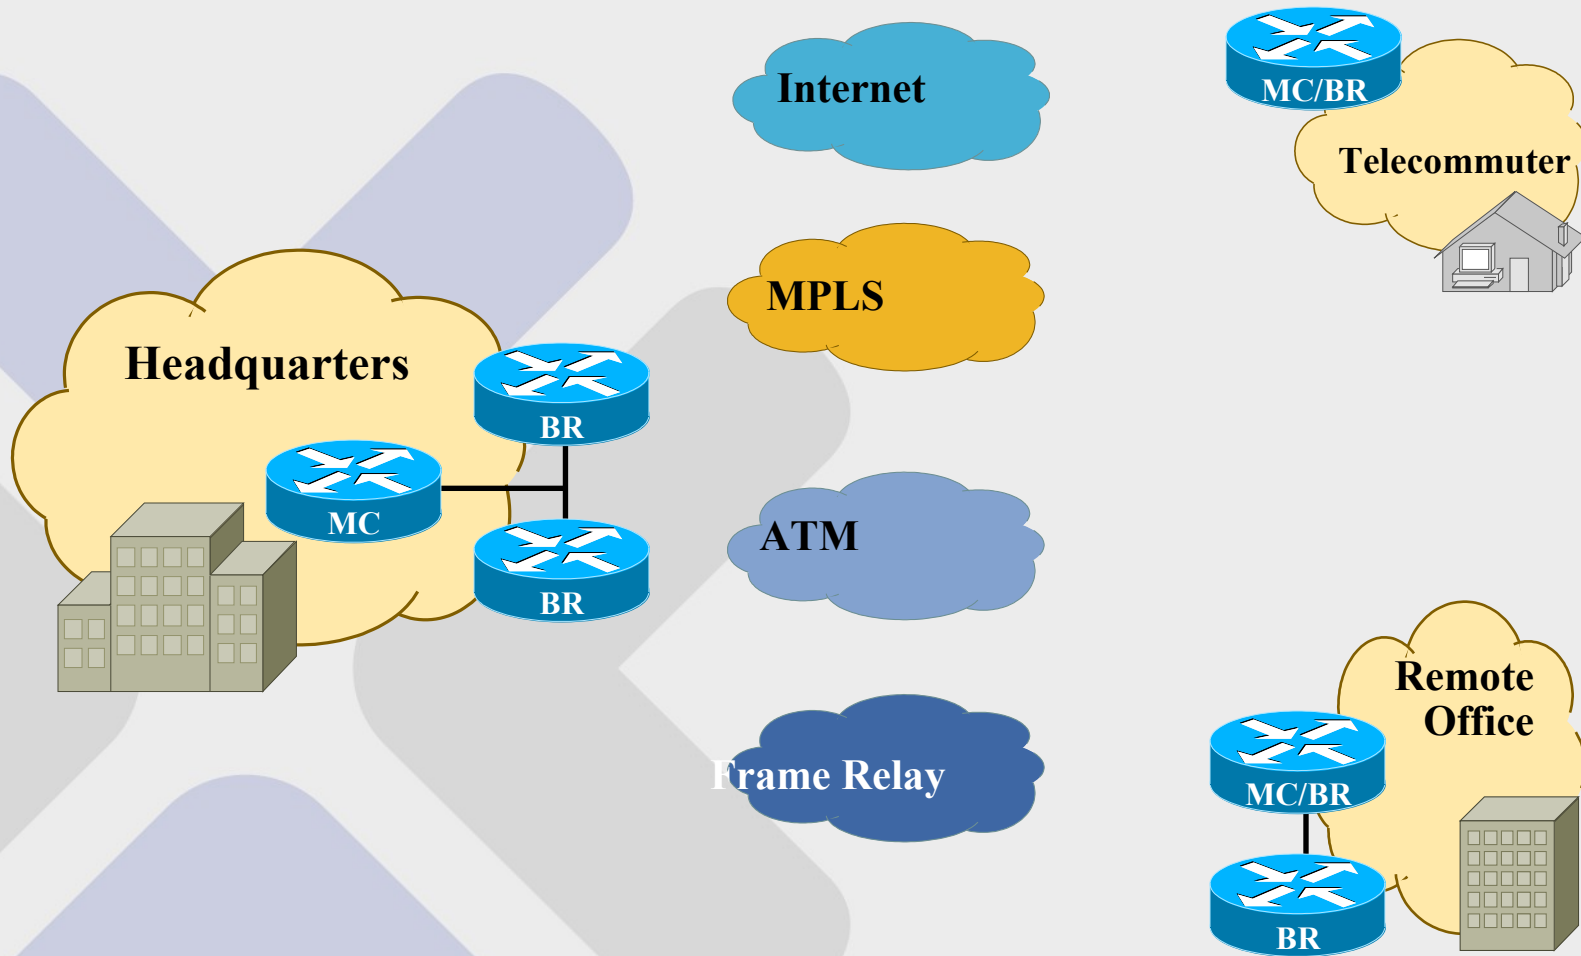 Internet
MPLS
ATM
Frame Relay
Headquarters
BR
MC
BR
MC/BR
Telecommuter
Remote
Office
MC/BR
BR